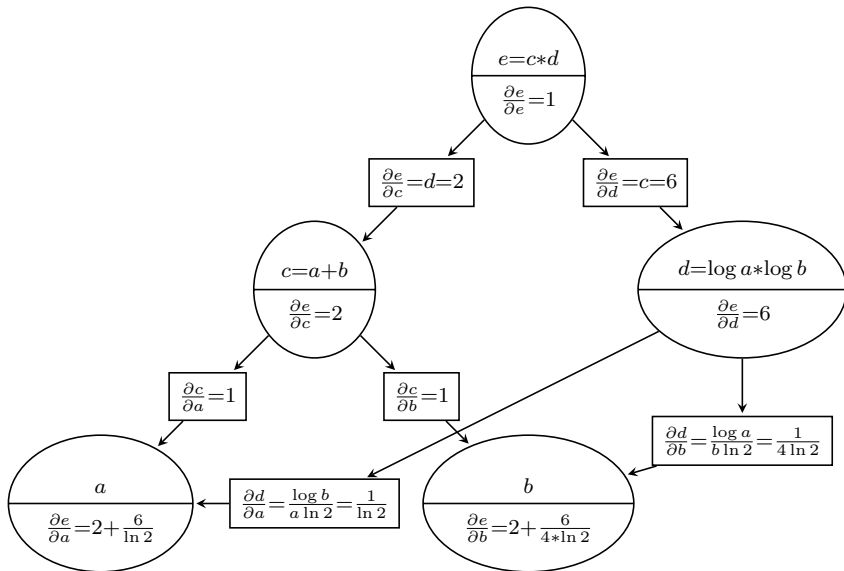 e=c*d
∂e/∂e=1
∂e/∂c=d=2
∂e/∂d=c=6
c=a+b
∂e/∂c=2
d=log a*log b
∂e/∂d=6
∂c/∂a=1
∂c/∂b=1
∂d/∂b=log a/b ln 2=1/4 ln 2
a
∂e/∂a=2+6/ln 2
∂d/∂a=log b/a ln 2=1/ln 2
b
∂e/∂b=2+6/4*ln 2